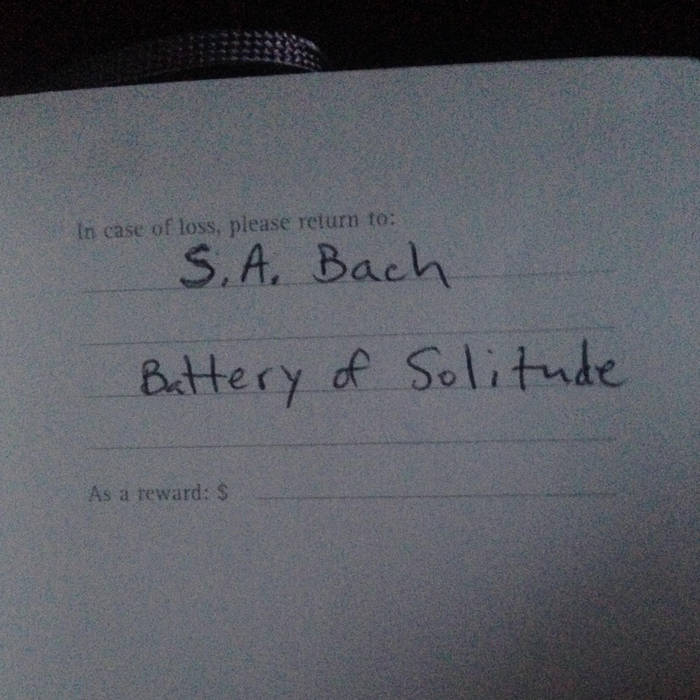 In case of loss, please return to:
S.A. Bach
Battery of Solitude
As a reward: $